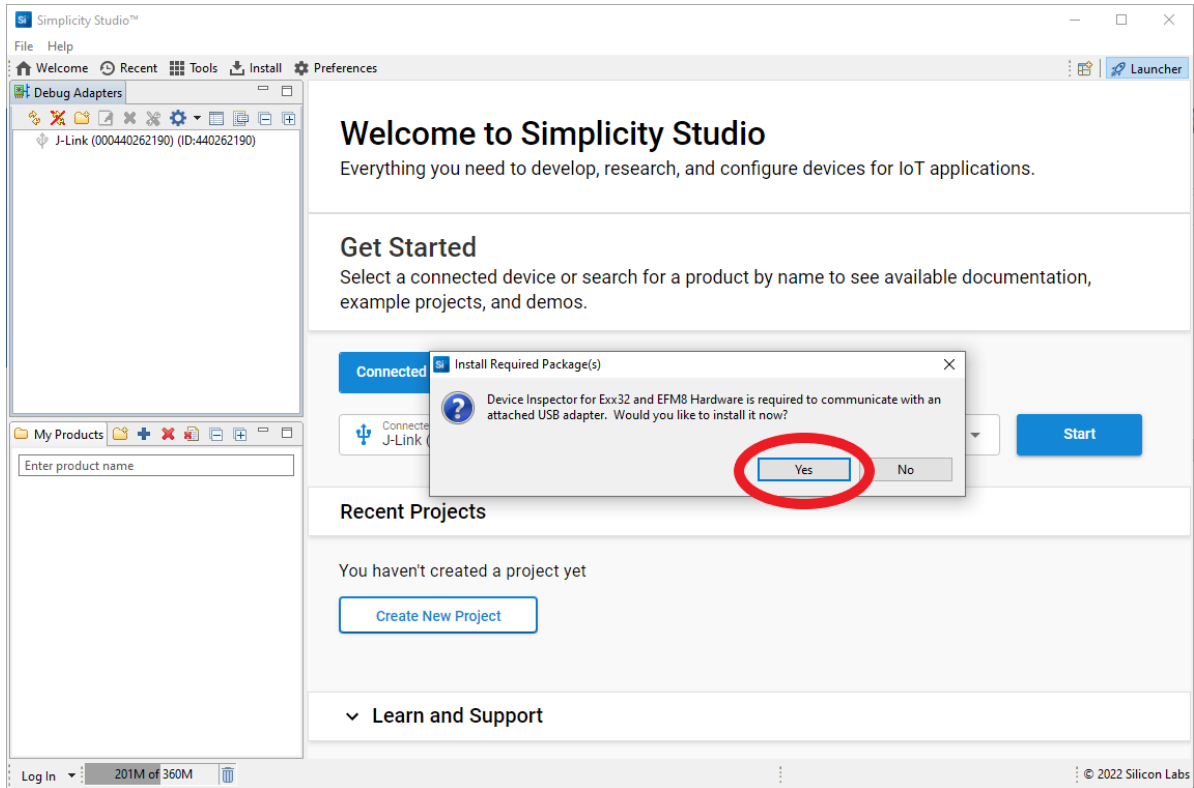 Si Simplicity Studio™
File Help
Welcome Recent Tools Install Preferences
Launcher
Debug Adapters
J-Link (000440262190) (ID:440262190)
Welcome to Simplicity Studio
Everything you need to develop, research, and configure devices for IoT applications.
Get Started
Select a connected device or search for a product by name to see available documentation,
example projects, and demos.
Connected
Si Install Required Package(s)
Device Inspector for Exx32 and EFM8 Hardware is required to communicate with an
attached USB adapter. Would you like to install it now?
Yes No
Connecte
J-Link (
Start
My Products
Enter product name
Recent Projects
You haven't created a project yet
Create New Project
Learn and Support
Log In 201M of 360M
© 2022 Silicon Labs